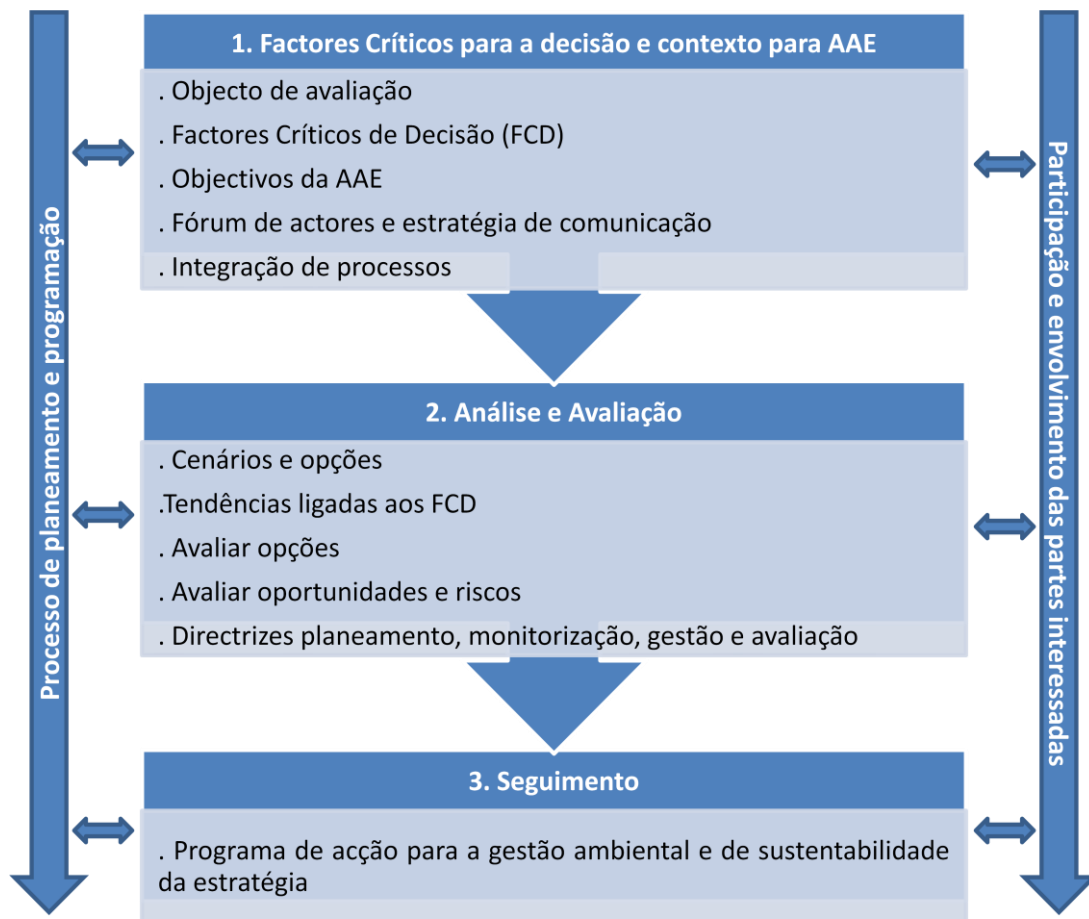 1. Factores Críticos para a decisão e contexto para AAE
. Objecto de avaliação
. Factores Críticos de Decisão (FCD)
. Objectivos da AAE
. Fórum de actores e estratégia de comunicação
. Integração de processos
2. Análise e Avaliação
. Cenários e opções
.Tendências ligadas aos FCD
. Avaliar opções
. Avaliar oportunidades e riscos
. Directrizes planeamento, monitorização, gestão e avaliação
3. Seguimento
. Programa de acção para a gestão ambiental e de sustentabilidade
da estratégia
Processo de planeamento e programação
Participação e envolvimento das partes interessadas